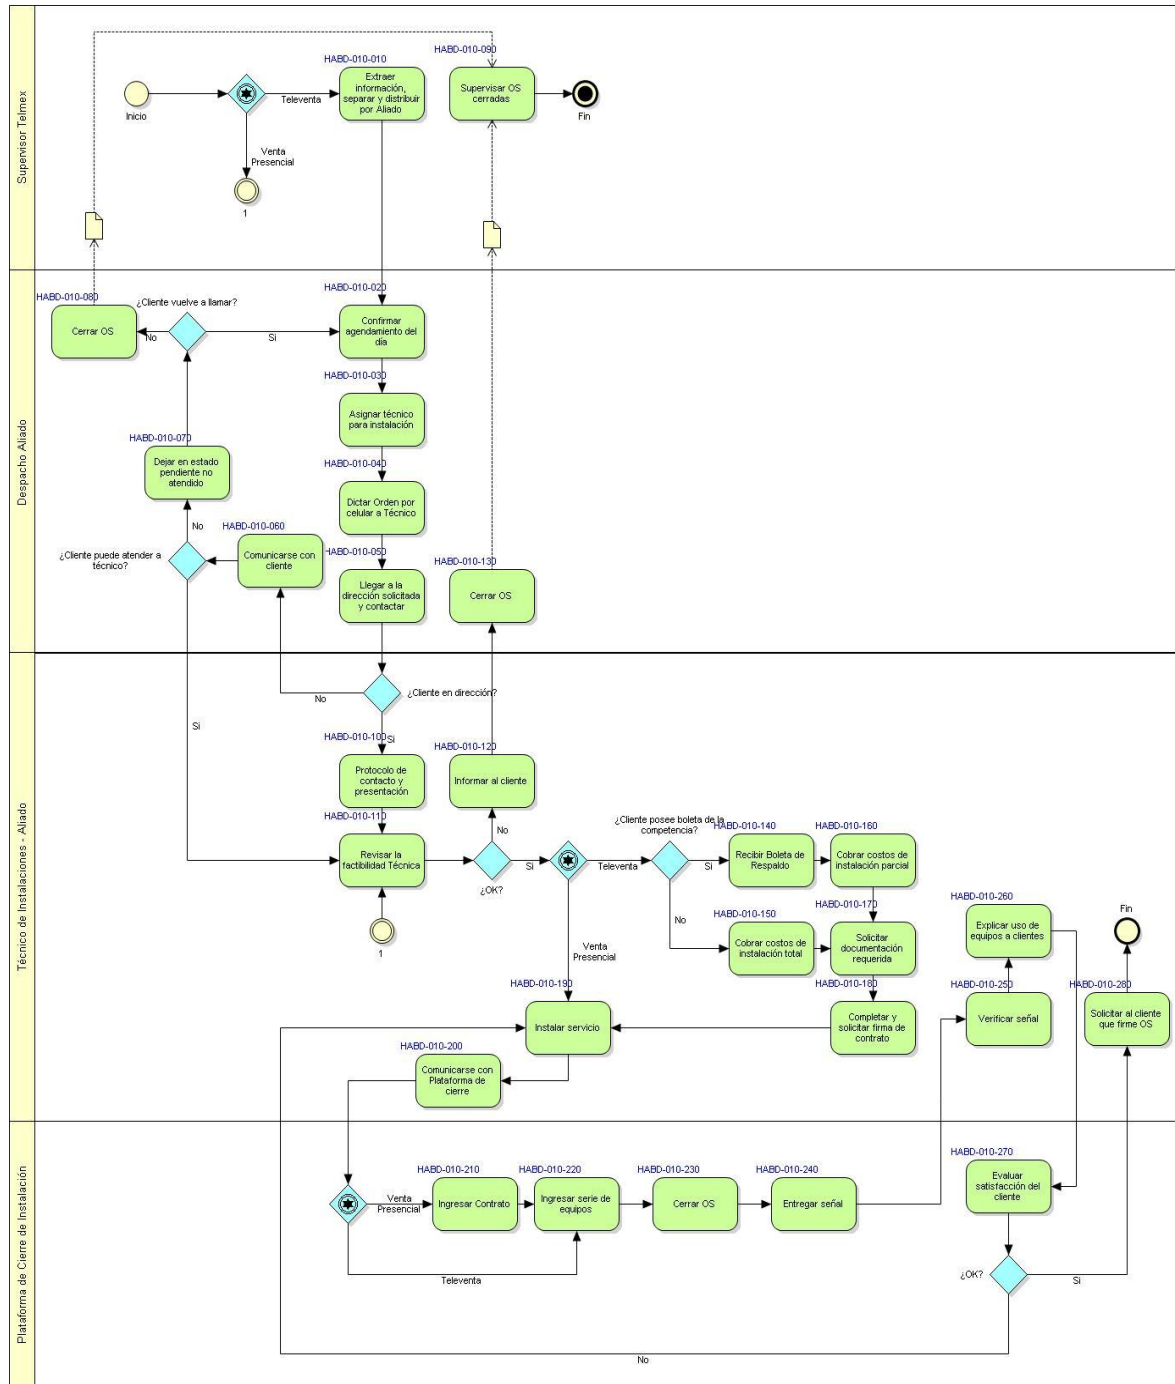 Supervisor Telmex
HABD-010-010
HABD-010-090
Extraer
información,
separar y distribuir
por Aliado
Supervisar OS
cerradas
Inicio
Televenta
Fin
Venta
Presencial
1
Despacho Aliado
HABD-010-080
¿Cliente vuelve a llamar?
HABD-010-020
Cerrar OS
No
Si
Confirmar
agendamiento del
día
HABD-010-030
Asignar técnico
para instalación
HABD-010-070
Dejar en estado
pendiente no
atendido
HABD-010-040
Dictar Orden por
celular a Técnico
No
HABD-010-060
¿Cliente puede atender a
técnico?
Comunicarse con
cliente
HABD-010-050
Llegar a la
dirección solicitada
y contactar
HABD-010-130
Cerrar OS
Técnico de Instalaciones - Aliado
¿Cliente en dirección?
No
Si
HABD-010-100
Si
Protocolo de
contacto y
presentación
HABD-010-120
Informar al cliente
HABD-010-110
Revisar la
factibilidad Técnica
No
¿OK?
Si
Televenta
¿Cliente posee boleta de la
competencia?
Si
HABD-010-140
Recibir Boleta de
Respaldo
HABD-010-160
Cobrar costos de
instalación parcial
No
HABD-010-150
Cobrar costos de
instalación total
HABD-010-170
Solicitar
documentación
requerida
1
Venta
Presencial
HABD-010-190
Instalar servicio
HABD-010-180
Completar y
solicitar firma de
contrato
HABD-010-260
Explicar uso de
equipos a clientes
Fin
HABD-010-250
Verificar señal
HABD-010-280
Solicitar al cliente
que firme OS
HABD-010-200
Comunicarse con
Plataforma de
cierre
Plataforma de Cierre de Instalación
Venta
Presencial
HABD-010-210
Ingresar Contrato
HABD-010-220
Ingresar serie de
equipos
HABD-010-230
Cerrar OS
HABD-010-240
Entregar señal
HABD-010-270
Evaluar
satisfacción del
cliente
Televenta
¿OK?
Si
No